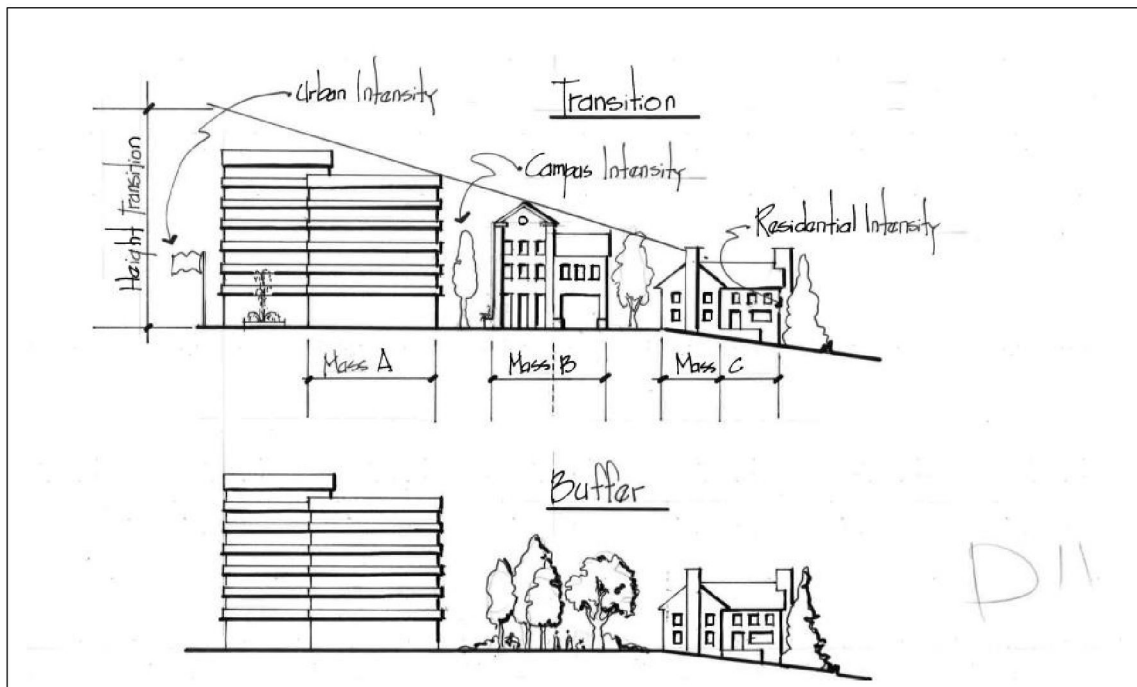 Urban Intensity
Transition
Height Transition
Campus Intensity
Residential Intensity
Mass A
Mass B
Mass C
Buffer
D11